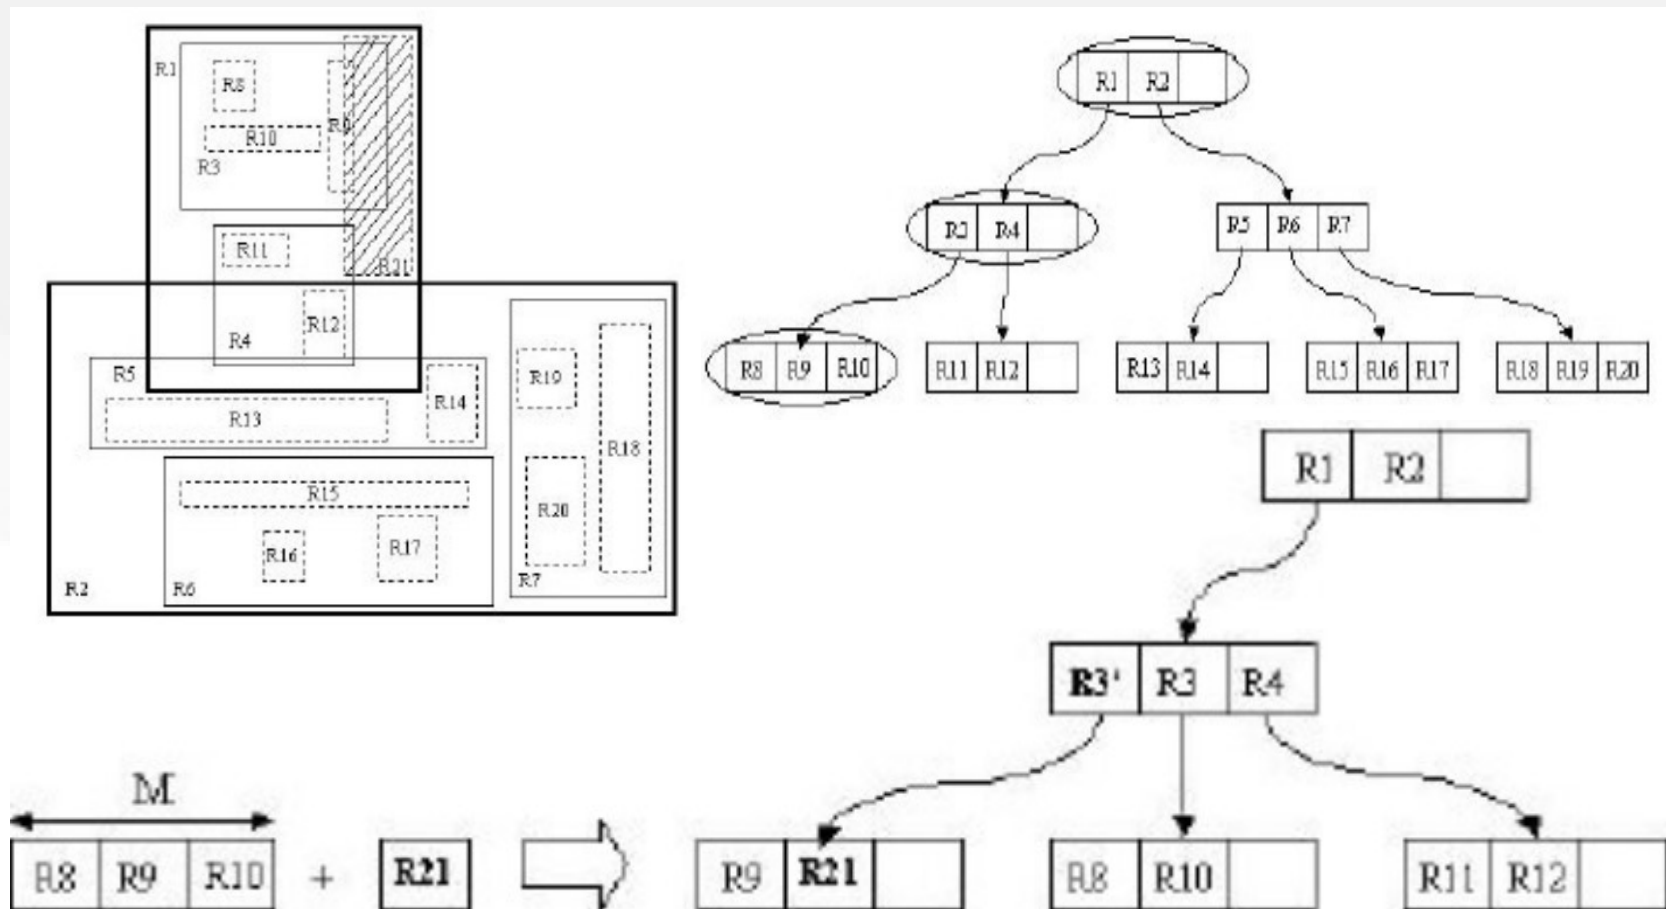 R1
R8
R9
R10
R3
R11
R21
R12
R4
R5
R19
R14
R13
R18
R15
R20
R17
R16
R7
R2
R6
R1 R2
R3 R4
R5 R6 R7
R8 R9 R10
R11 R12
R13 R14
R15 R16 R17
R18 R19 R20
R1 R2
R3' R3 R4
M
R8 R9 R10 + R21
R9 R21
R8 R10
R11 R12